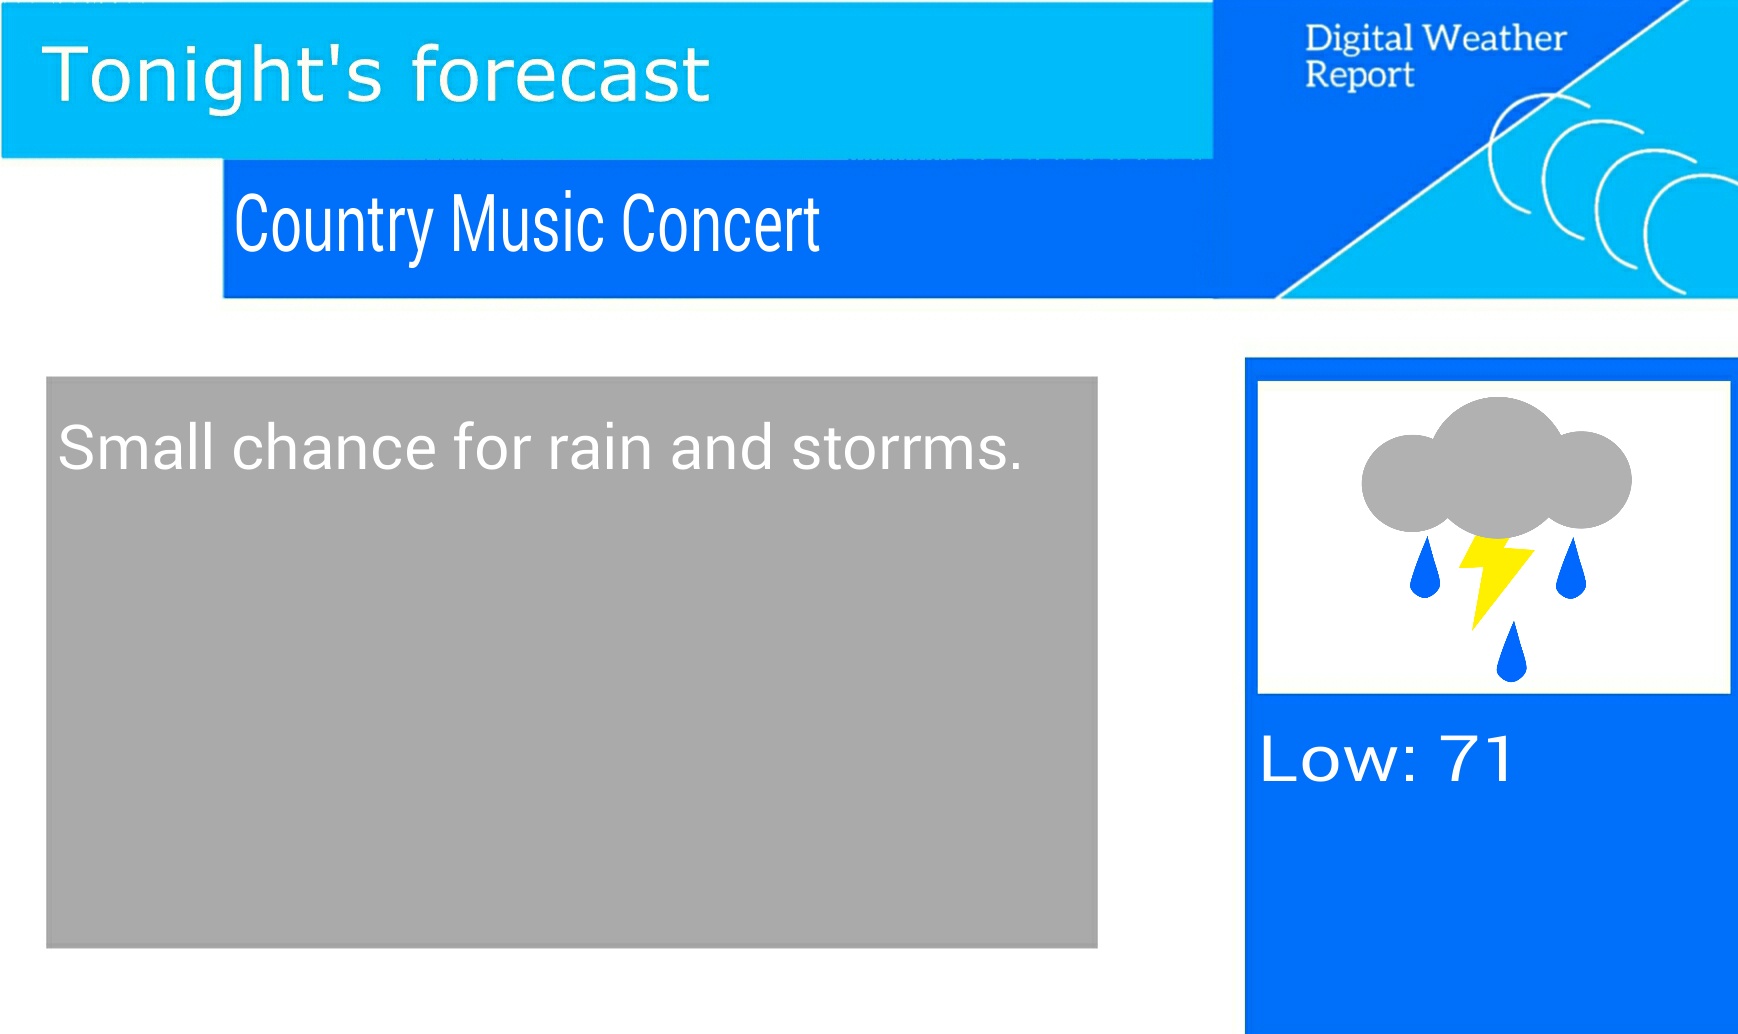 Tonight's forecast
Digital Weather
Report
Country Music Concert
Small chance for rain and storrms.
Low: 71